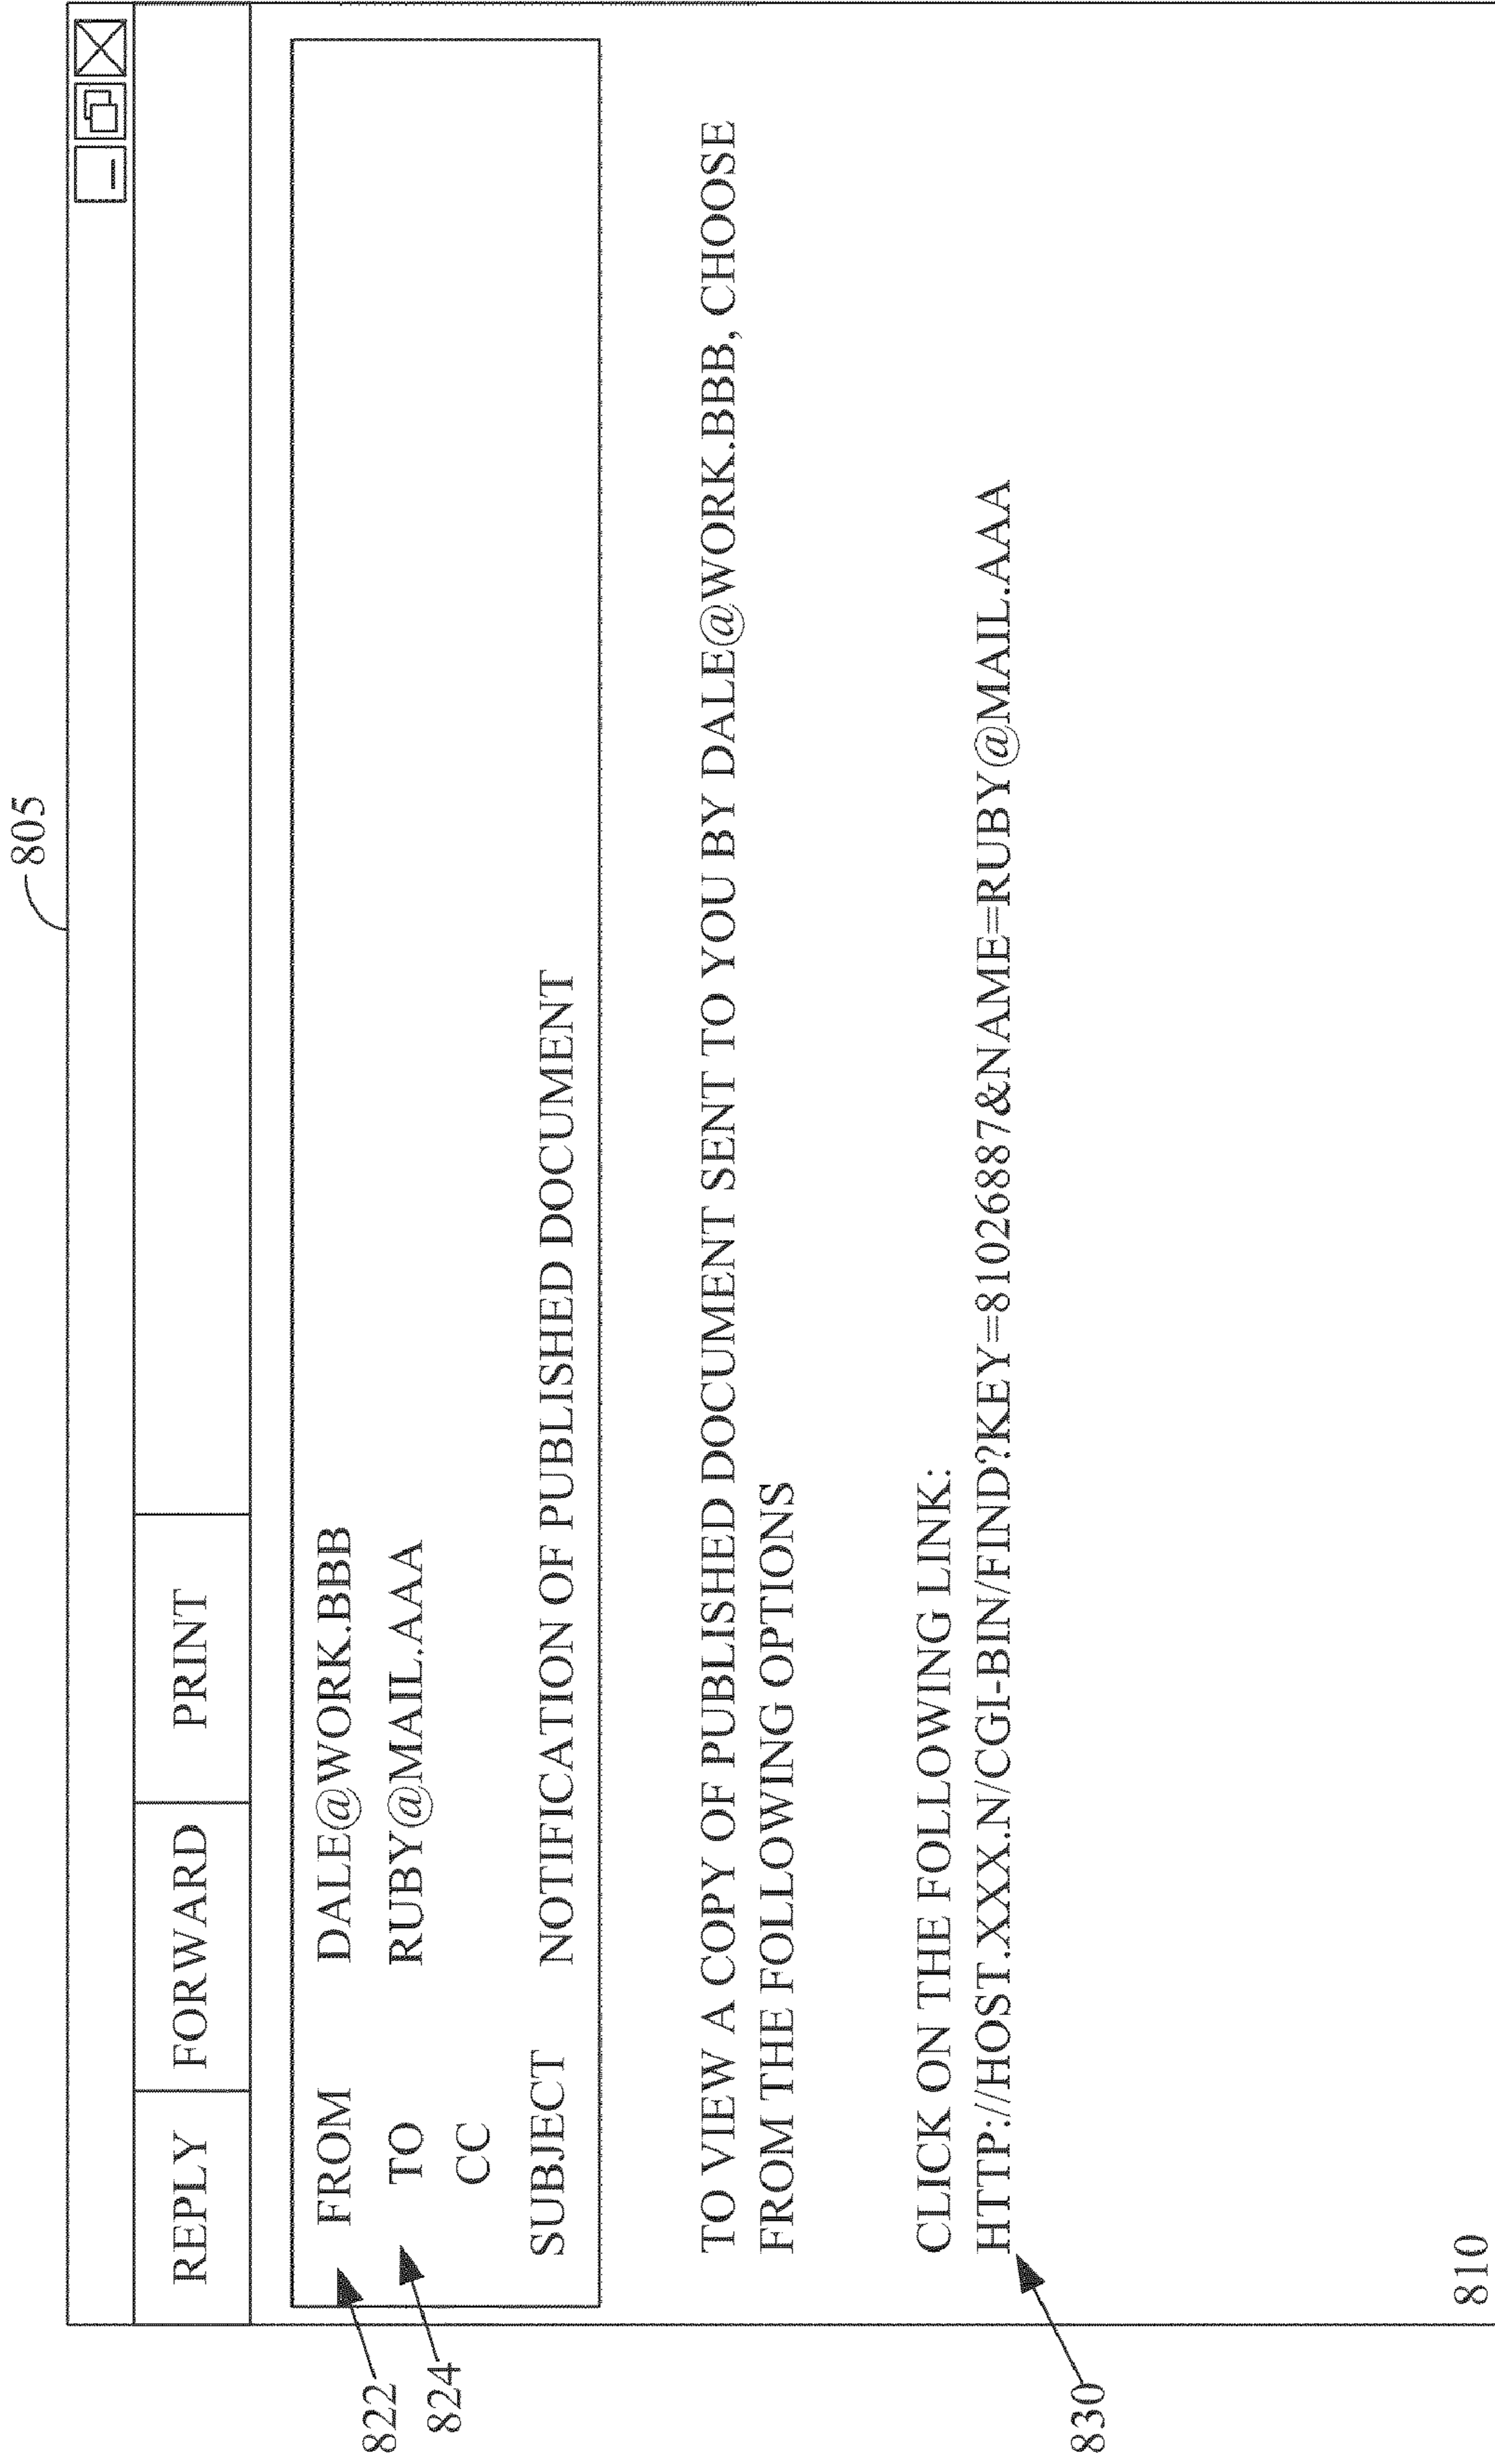 805
REPLY FORWARD PRINT
822
FROM DALE@WORK.BBB
824
TO RUBY@MAIL.AAA
CC
SUBJECT NOTIFICATION OF PUBLISHED DOCUMENT
TO VIEW A COPY OF PUBLISHED DOCUMENT SENT TO YOU BY DALE@WORK.BBB, CHOOSE
FROM THE FOLLOWING OPTIONS
CLICK ON THE FOLLOWING LINK:
HTTP://HOST.XXX.N/CGI-BIN/FIND?KEY=81026887&NAME=RUBY@MAIL.AAA
830
810